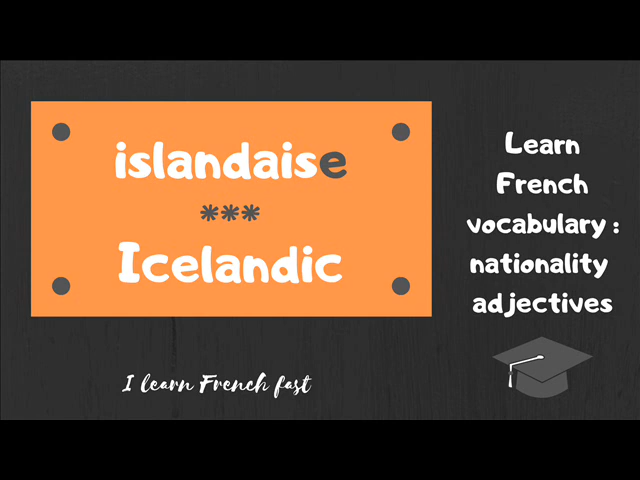 islandaise
***
Icelandic
Learn
French
vocabulary :
nationality
adjectives
I learn French fast